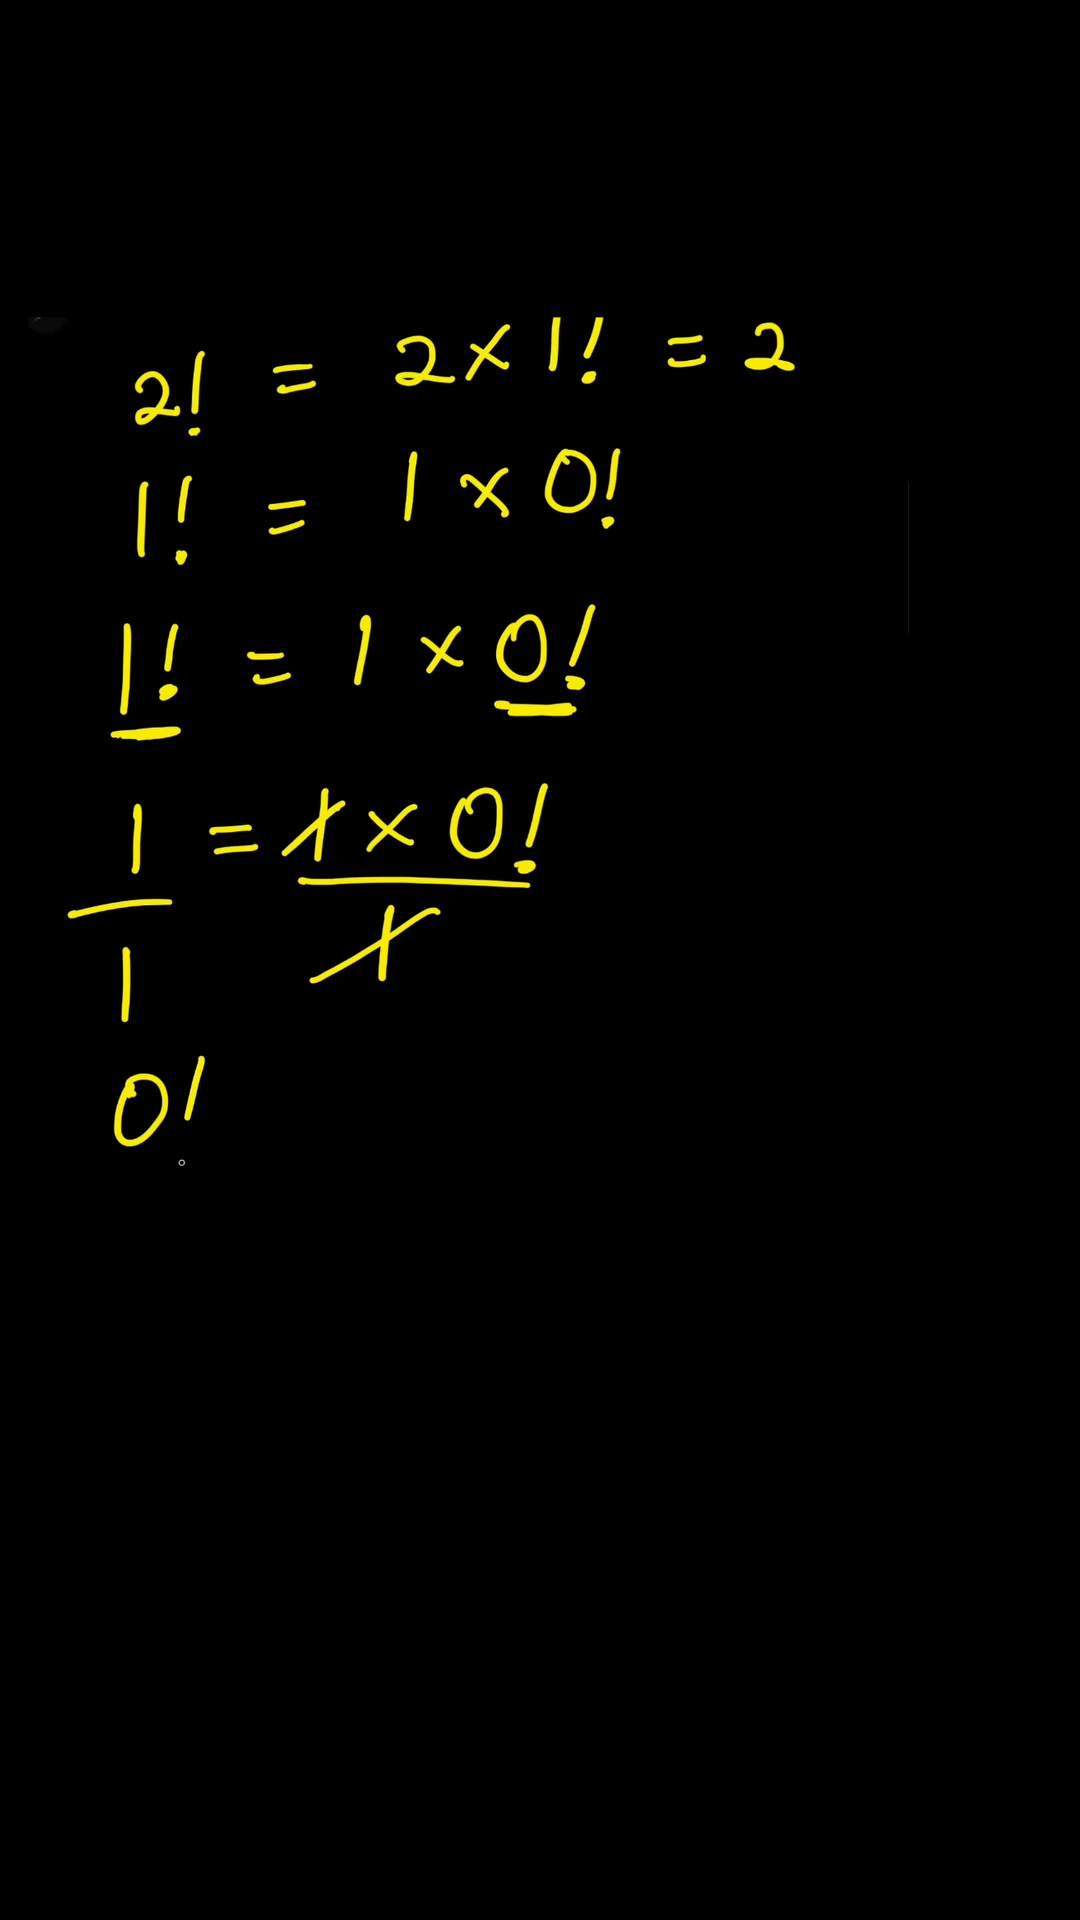 2! = 2 × 1! = 2
1! = 1 × 0!
1! = 1 × 0!
1 = 1 × 0!
1 1
0!